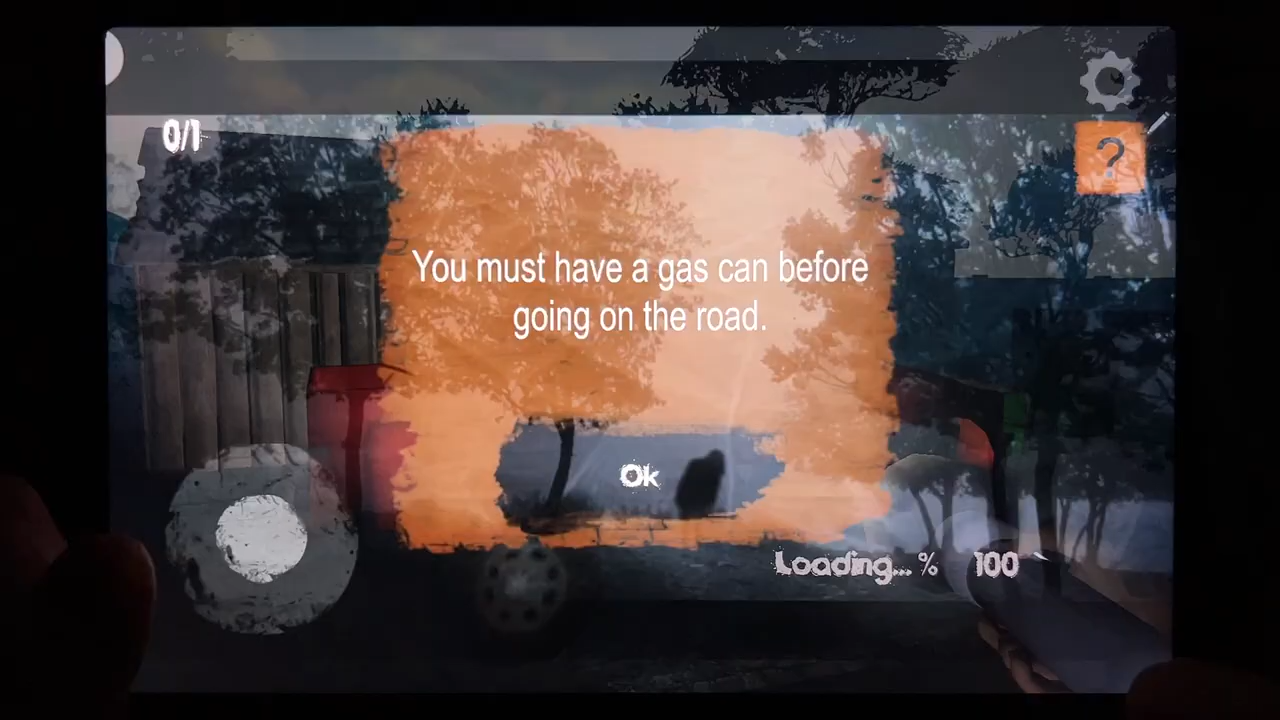 0/1
?
You must have a gas can before
going on the road.
Ok
Loading... % 100